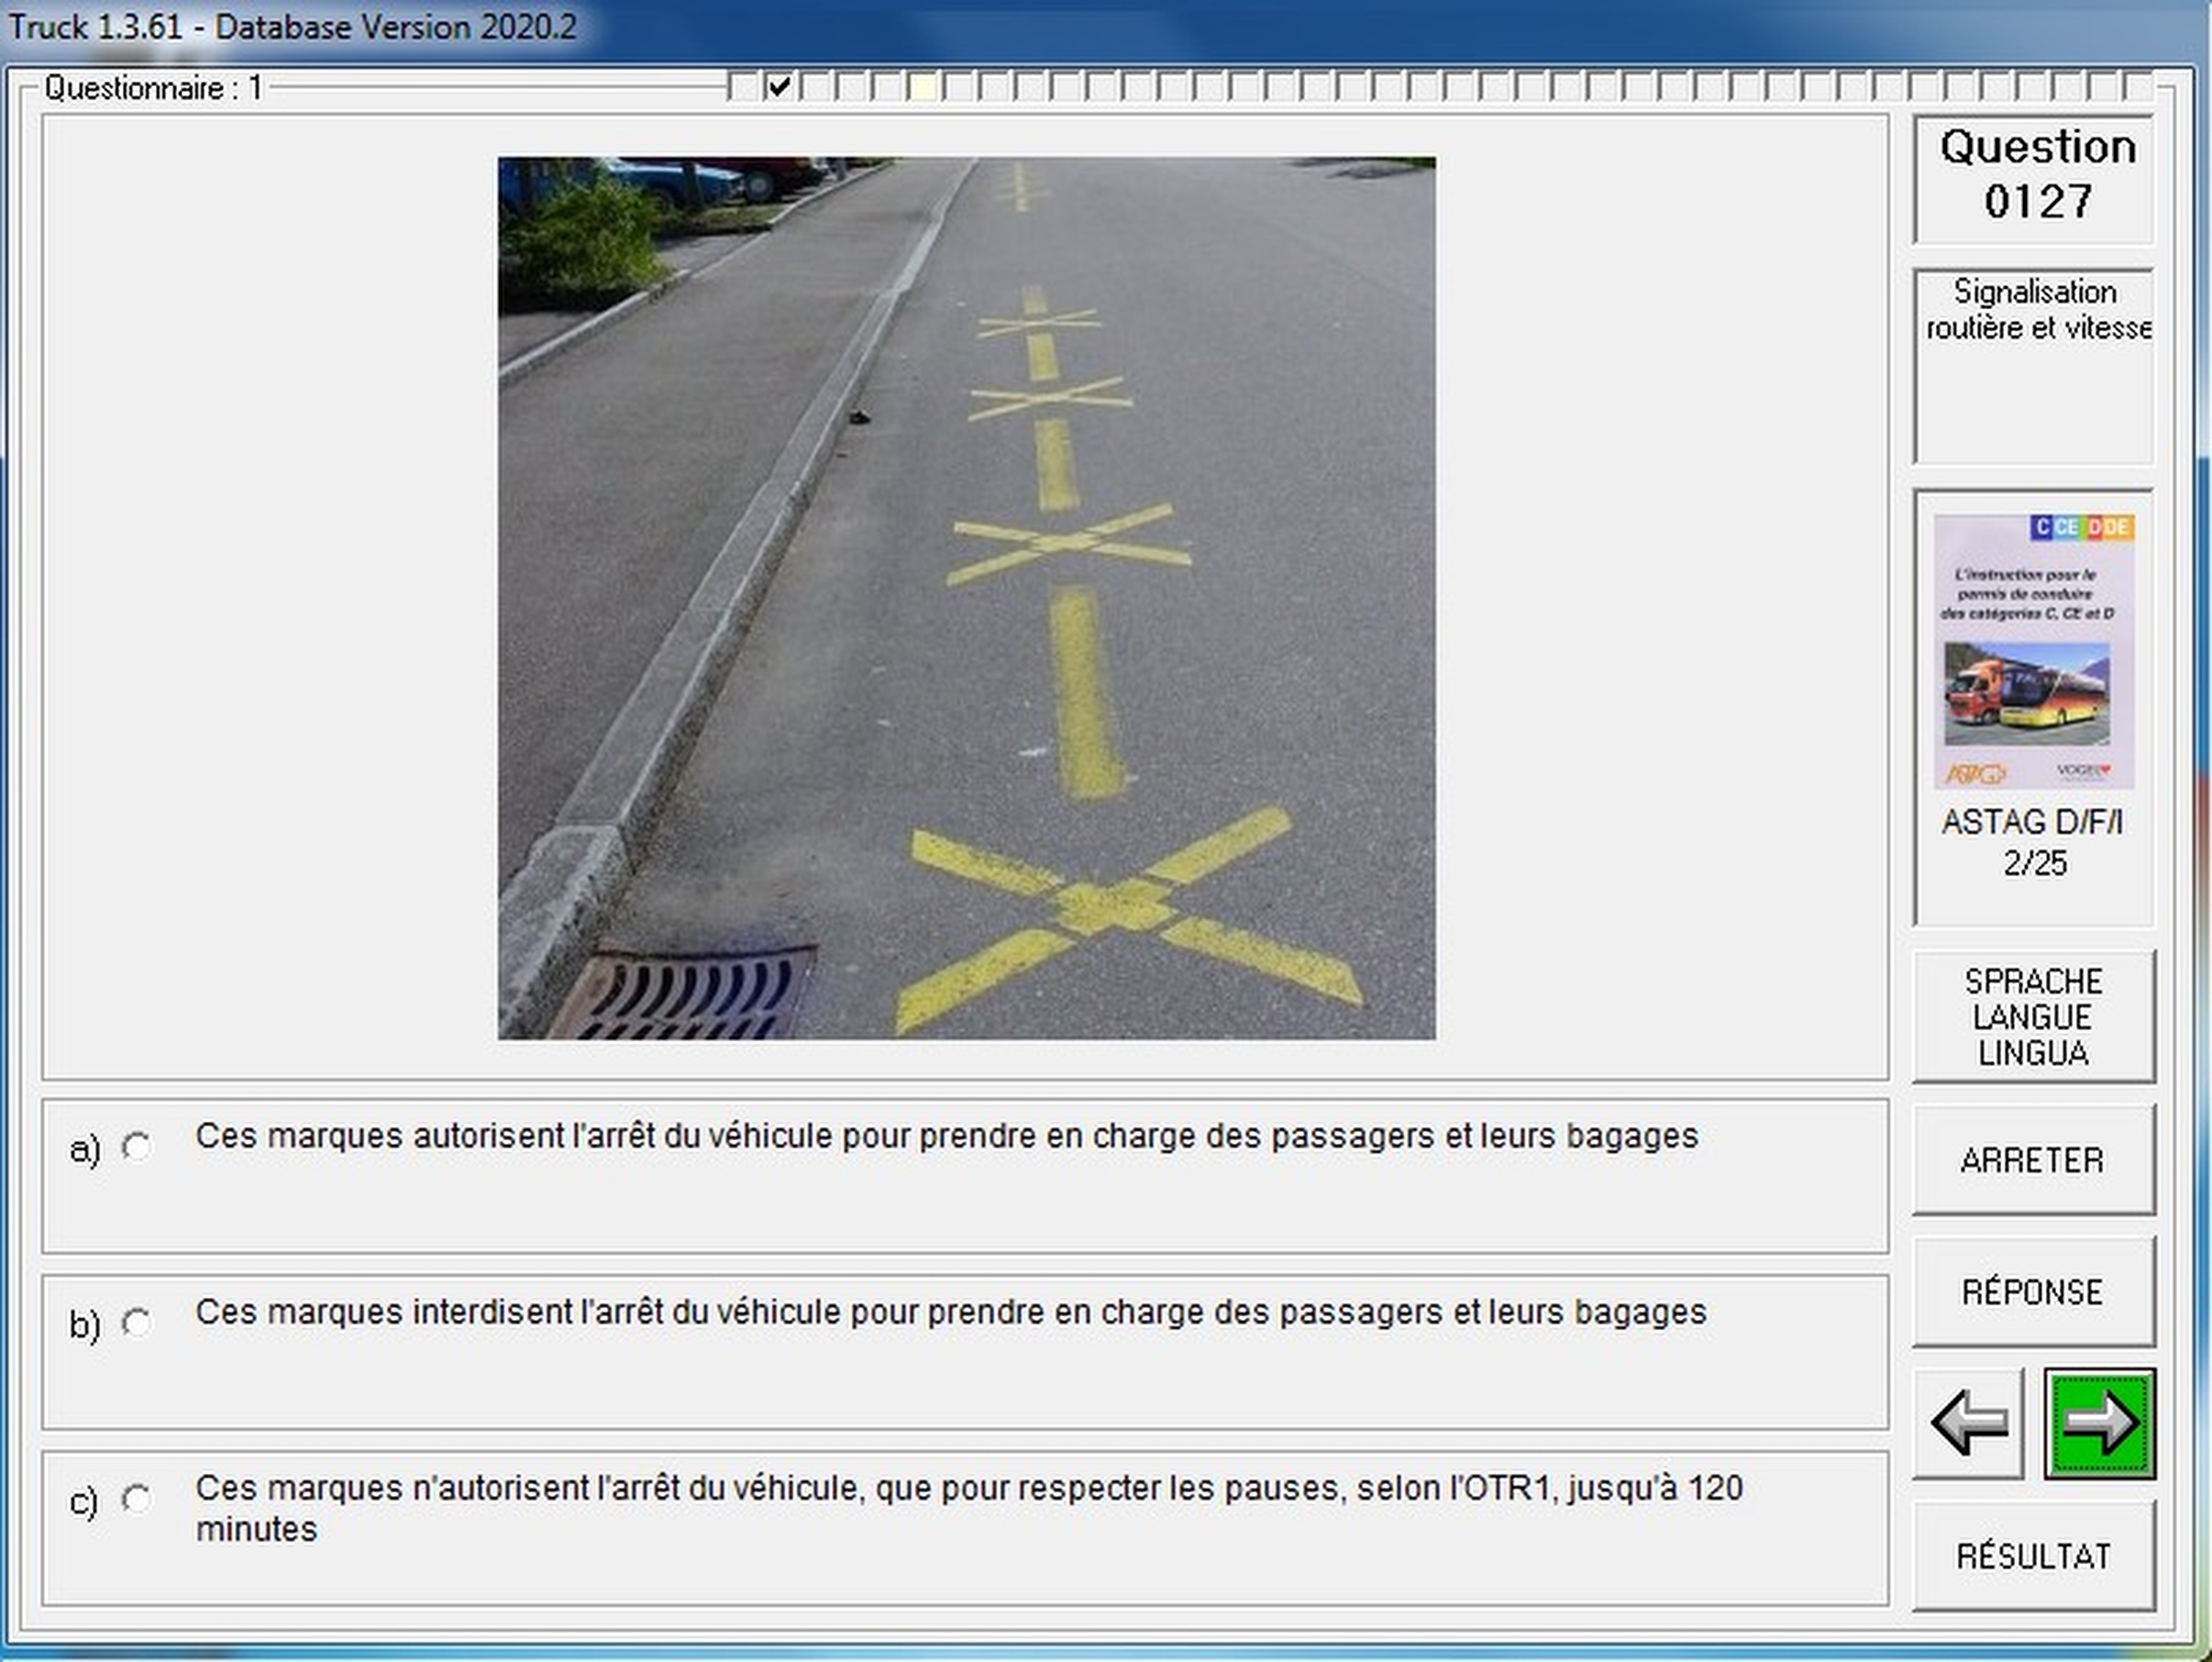 Truck 1.3.61 - Database Version 2020.2
Questionnaire : 1
Question
0127
Signalisation
routière et vitesse
C CE D DE
L'instruction pour le
permis de conduire
des catégories C, CE et D
ASTAG
VOGEL
ASTAG D/F/I
2/25
SPRACHE
LANGUE
LINGUA
ARRETER
RÉPONSE
RÉSULTAT
a) Ces marques autorisent l'arrêt du véhicule pour prendre en charge des passagers et leurs bagages
b) Ces marques interdisent l'arrêt du véhicule pour prendre en charge des passagers et leurs bagages
c) Ces marques n'autorisent l'arrêt du véhicule, que pour respecter les pauses, selon l'OTR1, jusqu'à 120
minutes